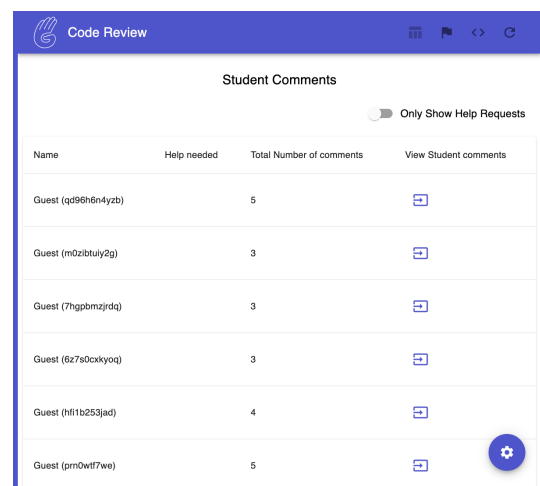 Code Review
Student Comments
Only Show Help Requests
Name Help needed Total Number of comments View Student comments
Guest (qd96h6n4yzb) 5
Guest (m0zibtuiy2g) 3
Guest (7hgpbmzjrdq) 3
Guest (6z7s0cxkyoq) 3
Guest (hfi1b253jad) 4
Guest (prn0wtf7we) 5